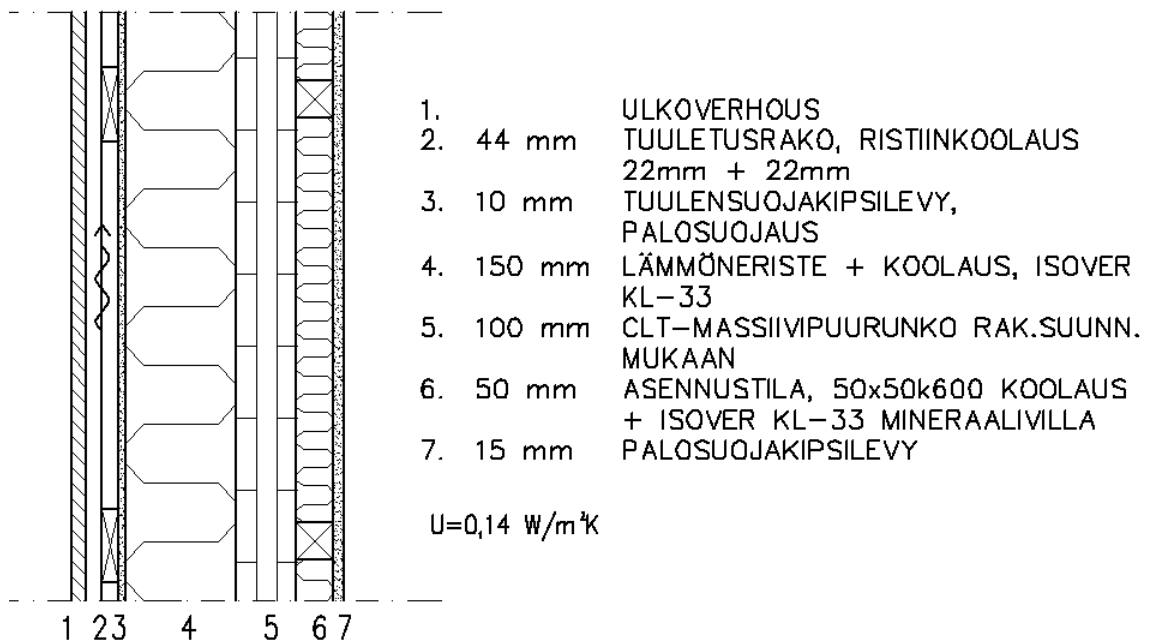 1. ULKOVERHOUS
2. 44 mm TUULETUSRAKO, RISTIINKOOLAUS
22mm + 22mm
3. 10 mm TUULENSUOJAKIPSILEVY,
PALOSUOJAUS
4. 150 mm LÄMMÖNERISTE + KOOLAUS, ISOVER
KL-33
5. 100 mm CLT-MASSIIVIPUURUNKO RAK.SUUNN.
MUKAAN
6. 50 mm ASENNUSTILA, 50x50k600 KOOLAUS
+ ISOVER KL-33 MINERAALIVILLA
7. 15 mm PALOSUOJAKIPSILEVY
U=0,14 W/m²K
1 2 3 4 5 6 7